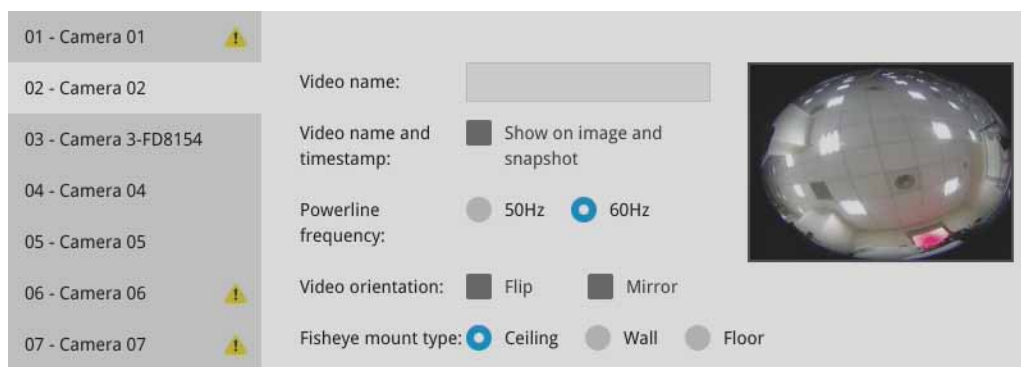 01 - Camera 01
02 - Camera 02
03 - Camera 3-FD8154
04 - Camera 04
05 - Camera 05
06 - Camera 06
07 - Camera 07
Video name:
Video name and
timestamp:
Show on image and
snapshot
Powerline
frequency:
50Hz 60Hz
Video orientation: Flip Mirror
Fisheye mount type: Ceiling Wall Floor